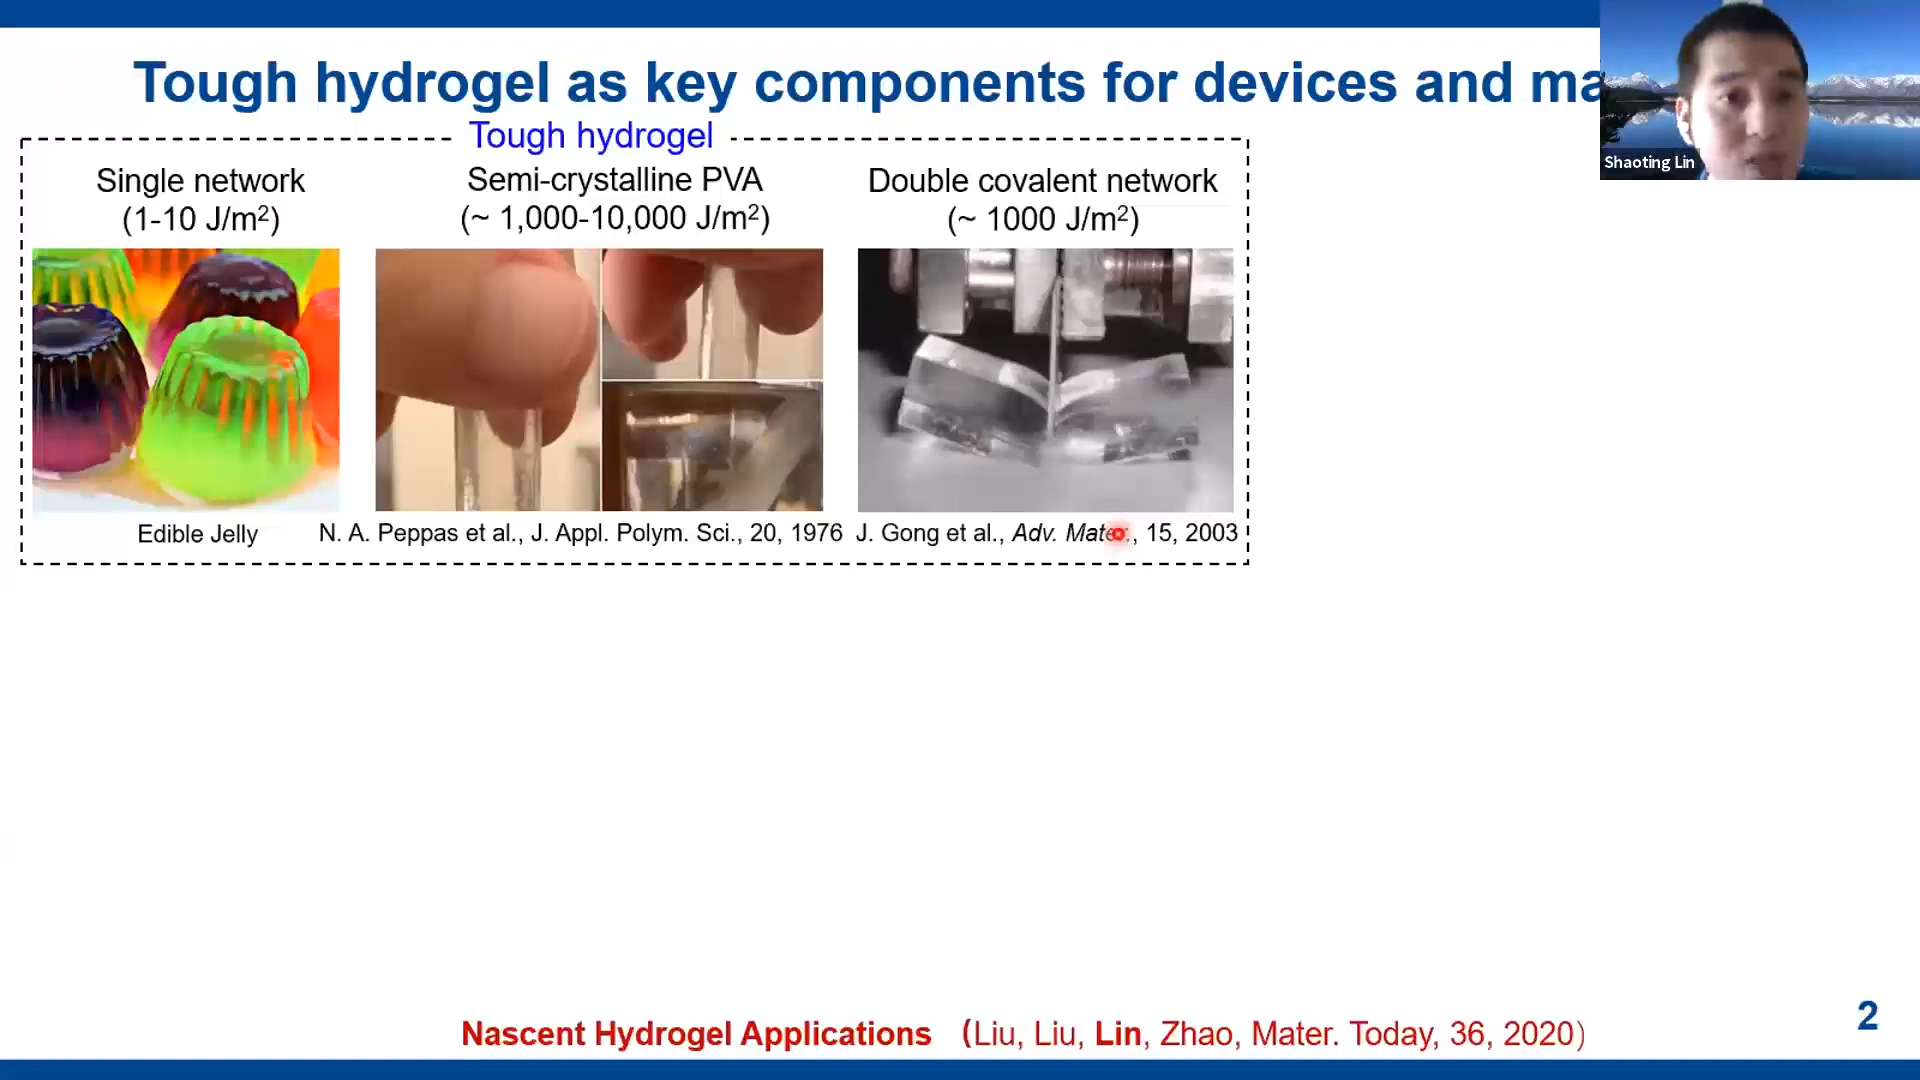 Tough hydrogel as key components for devices and ma
Shaoting Lin
Tough hydrogel
Single network
(1-10 J/m²)
Semi-crystalline PVA
(~ 1,000-10,000 J/m²)
Double covalent network
(~ 1000 J/m²)
Edible Jelly
N. A. Peppas et al., J. Appl. Polym. Sci., 20, 1976
J. Gong et al., Adv. Mater., 15, 2003
2
Nascent Hydrogel Applications (Liu, Liu, Lin, Zhao, Mater. Today, 36, 2020)